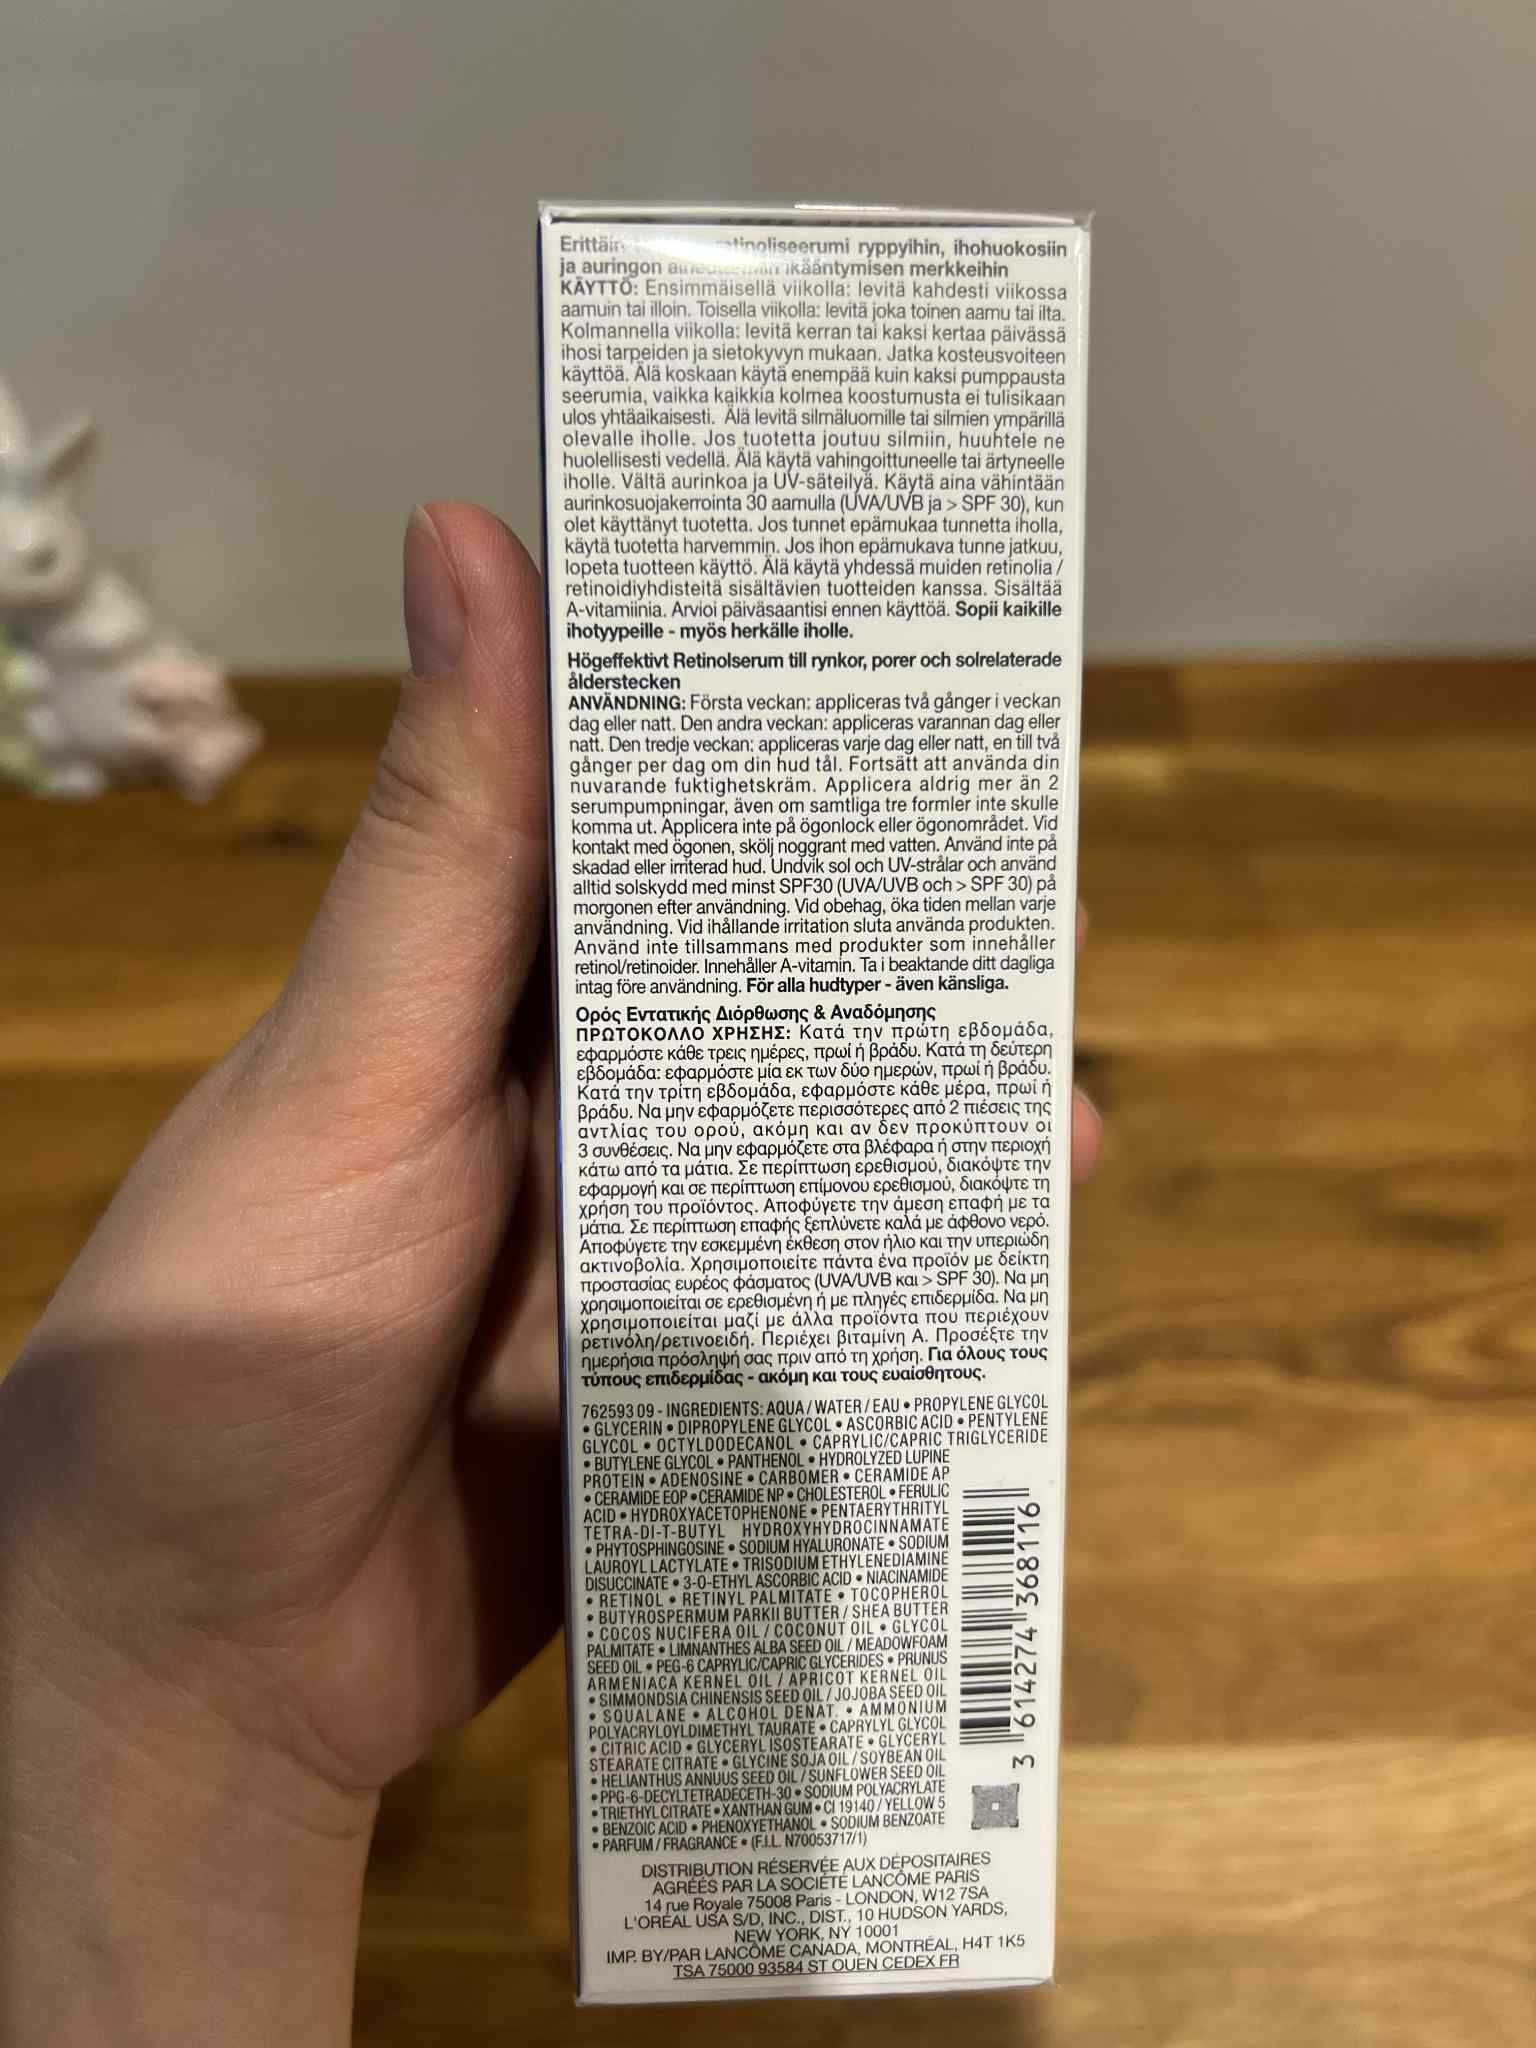 Erittäin retinoliseerumi ryppyihin, ihohuokosiin
ja auringon ikääntymisen merkkeihin
KÄYTTÖ: Ensimmäisellä viikolla: levitä kahdesti viikossa
aamuin tai illoin. Toisella viikolla: levitä joka toinen aamu tai ilta.
Kolmannella viikolla: levitä kerran tai kaksi kertaa päivässä
ihosi tarpeiden ja sietokyvyn mukaan. Jatka kosteusvoiteen
käyttöä. Älä koskaan käytä enempää kuin kaksi pumppausta
seerumia, vaikka kaikkia kolmea koostumusta ei tulisikaan
ulos yhtäaikaisesti. Älä levitä silmäluomille tai silmien ympärillä
olevalle iholle. Jos tuotetta joutuu silmiin, huuhtele ne
huolellisesti vedellä. Älä käytä vahingoittuneelle tai ärtyneelle
iholle. Vältä aurinkoa ja UV-säteilyä. Käytä aina vähintään
aurinkosuojakerrointa 30 aamulla (UVA/UVB ja > SPF 30), kun
olet käyttänyt tuotetta. Jos tunnet epämukaa tunnetta iholla,
käytä tuotetta harvemmin. Jos ihon epämukava tunne jatkuu,
lopeta tuotteen käyttö. Älä käytä yhdessä muiden retinolia /
retinoidiyhdisteitä sisältävien tuotteiden kanssa. Sisältää
A-vitamiinia. Arvioi päiväsaantisi ennen käyttöä. Sopii kaikille
ihotyypeille - myös herkälle iholle.
Högeffektivt Retinolserum till rynkor, porer och solrelaterade
ålderstecken
ANVÄNDNING: Första veckan: appliceras två gånger i veckan
dag eller natt. Den andra veckan: appliceras varannan dag eller
natt. Den tredje veckan: appliceras varje dag eller natt, en till två
gånger per dag om din hud tål. Fortsätt att använda din
nuvarande fuktighetskräm. Applicera aldrig mer än 2
serumpumpningar, även om samtliga tre formler inte skulle
komma ut. Applicera inte på ögonlock eller ögonområdet. Vid
kontakt med ögonen, skölj noggrant med vatten. Använd inte på
skadad eller irriterad hud. Undvik sol och UV-strålar och använd
alltid solskydd med minst SPF30 (UVA/UVB och > SPF 30) på
morgonen efter användning. Vid obehag, öka tiden mellan varje
användning. Vid ihållande irritation sluta använda produkten.
Använd inte tillsammans med produkter som innehåller
retinol/retinoider. Innehåller A-vitamin. Ta i beaktande ditt dagliga
intag före användning. För alla hudtyper - även känsliga.
Ορός Εντατικής Διόρθωσης & Αναδόμησης
ΠΡΩΤΟΚΟΛΛΟ ΧΡΗΣΗΣ: Κατά την πρώτη εβδομάδα,
εφαρμόστε κάθε τρεις ημέρες, πρωί ή βράδυ. Κατά τη δεύτερη
εβδομάδα: εφαρμόστε μία εκ των δύο ημερών, πρωί ή βράδυ.
Κατά την τρίτη εβδομάδα, εφαρμόστε κάθε μέρα, πρωί ή
βράδυ. Να μην εφαρμόζετε περισσότερες από 2 πιέσεις της
αντλίας του ορού, ακόμη και αν δεν προκύπτουν οι
3 συνθέσεις. Να μην εφαρμόζετε στα βλέφαρα ή στην περιοχή
κάτω από τα μάτια. Σε περίπτωση ερεθισμού, διακόψτε την
εφαρμογή και σε περίπτωση επίμονου ερεθισμού, διακόψτε τη
χρήση του προϊόντος. Αποφύγετε την άμεση επαφή με τα
μάτια. Σε περίπτωση επαφής ξεπλύνετε καλά με άφθονο νερό.
Αποφύγετε την εσκεμμένη έκθεση στον ήλιο και την υπεριώδη
ακτινοβολία. Χρησιμοποιείτε πάντα ένα προϊόν με δείκτη
προστασίας ευρέος φάσματος (UVA/UVB και > SPF 30). Να μη
χρησιμοποιείται σε ερεθισμένη ή με πληγές επιδερμίδα. Να μη
χρησιμοποιείται μαζί με άλλα προϊόντα που περιέχουν
ρετινόλη/ρετινοειδή. Περιέχει βιταμίνη Α. Προσέξτε την
ημερήσια πρόσληψή σας πριν από τη χρήση. Για όλους τους
τύπους επιδερμίδας - ακόμη και τους ευαίσθητους.
762593 09 - INGREDIENTS: AQUA / WATER / EAU • PROPYLENE GLYCOL
• GLYCERIN • DIPROPYLENE GLYCOL • ASCORBIC ACID • PENTYLENE
GLYCOL • OCTYLDODECANOL • CAPRYLIC/CAPRIC TRIGLYCERIDE
• BUTYLENE GLYCOL • PANTHENOL • HYDROLYZED LUPINE
PROTEIN • ADENOSINE • CARBOMER • CERAMIDE AP
• CERAMIDE EOP • CERAMIDE NP • CHOLESTEROL • FERULIC
ACID • HYDROXYACETOPHENONE • PENTAERYTHRITYL
TETRA-DI-T-BUTYL HYDROXYHYDROCINNAMATE
• PHYTOSPHINGOSINE • SODIUM HYALURONATE • SODIUM
LAUROYL LACTYLATE • TRISODIUM ETHYLENEDIAMINE
DISUCCINATE • 3-O-ETHYL ASCORBIC ACID • NIACINAMIDE
• RETINOL • RETINYL PALMITATE • TOCOPHEROL
• BUTYROSPERMUM PARKII BUTTER / SHEA BUTTER
• COCOS NUCIFERA OIL / COCONUT OIL • GLYCOL
PALMITATE • LIMNANTHES ALBA SEED OIL / MEADOWFOAM
SEED OIL • PEG-6 CAPRYLIC/CAPRIC GLYCERIDES • PRUNUS
ARMENIACA KERNEL OIL / APRICOT KERNEL OIL
• SIMMONDSIA CHINENSIS SEED OIL / JOJOBA SEED OIL
• SQUALANE • ALCOHOL DENAT. • AMMONIUM
POLYACRYLOYLDIMETHYL TAURATE • CAPRYLYL GLYCOL
• CITRIC ACID • GLYCERYL ISOSTEARATE • GLYCERYL
STEARATE CITRATE • GLYCINE SOJA OIL / SOYBEAN OIL
• HELIANTHUS ANNUUS SEED OIL / SUNFLOWER SEED OIL
• PPG-6-DECYLTETRADECETH-30 • SODIUM POLYACRYLATE
• TRIETHYL CITRATE • XANTHAN GUM • CI 19140 / YELLOW 5
• BENZOIC ACID • PHENOXYETHANOL • SODIUM BENZOATE
• PARFUM / FRAGRANCE • (F.I.L. N70053717/1)
3 614274 368116
DISTRIBUTION RÉSERVÉE AUX DÉPOSITAIRES
AGRÉÉS PAR LA SOCIÉTÉ LANCÔME PARIS
14 rue Royale 75008 Paris - LONDON, W12 7SA
L'ORÉAL USA S/D, INC., DIST., 10 HUDSON YARDS,
NEW YORK, NY 10001
IMP. BY/PAR LANCÔME CANADA, MONTRÉAL, H4T 1K5
TSA 75000 93584 ST OUEN CEDEX FR